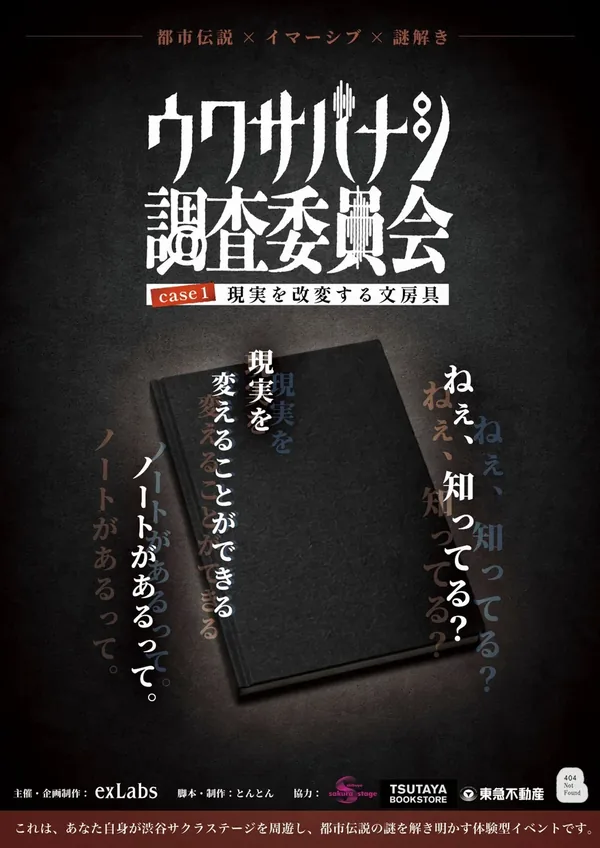 都市伝説 × イマーシブ × 謎解き
ウワサバナシ
調査委員会
case1 現実を改変する文房具
ねぇ、知ってる？
現実を
変えることができる
ノートがあるって。
主催・企画制作： exLabs 脚本・制作：とんとん 協力： shibuya sakura stage TSUTAYA BOOKSTORE 東急不動産 404 Not Found
これは、あなた自身が渋谷サクラステージを周遊し、都市伝説の謎を解き明かす体験型イベントです。